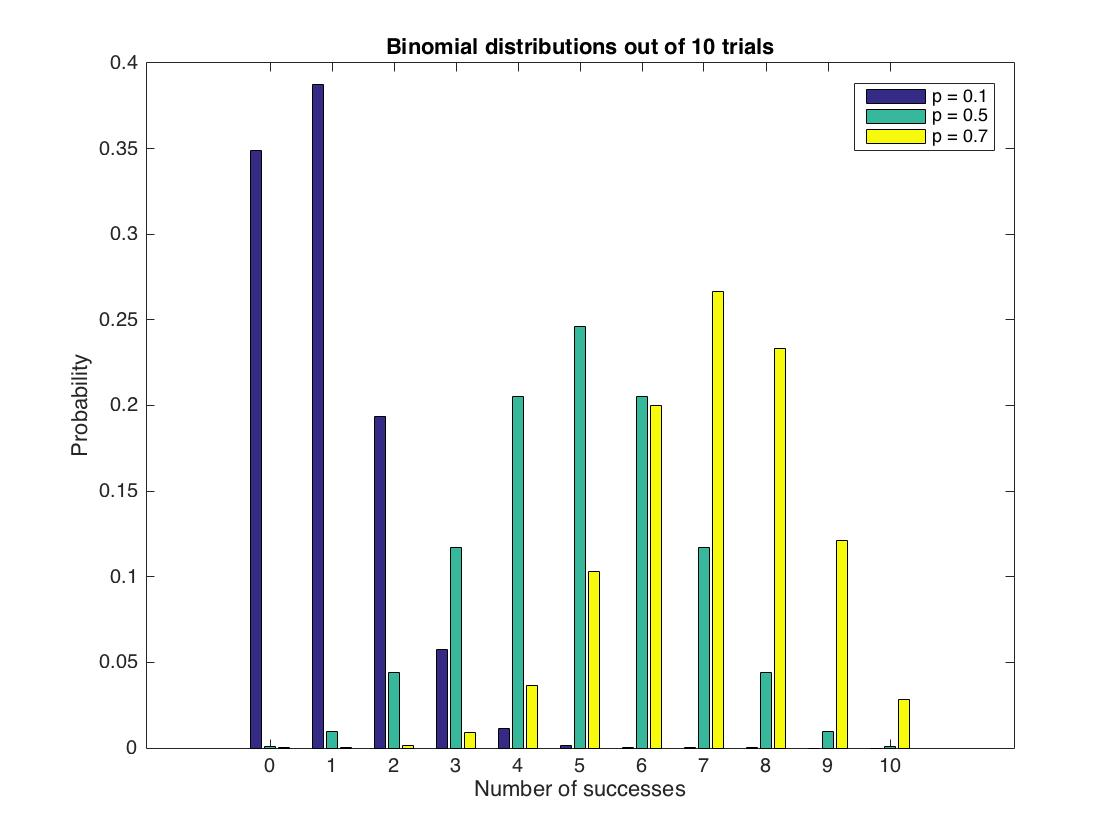 Binomial distributions out of 10 trials
0.4
0.35
0.3
0.25
0.2
0.15
0.1
0.05
0
Probability
p = 0.1
p = 0.5
p = 0.7
0 1 2 3 4 5 6 7 8 9 10
Number of successes